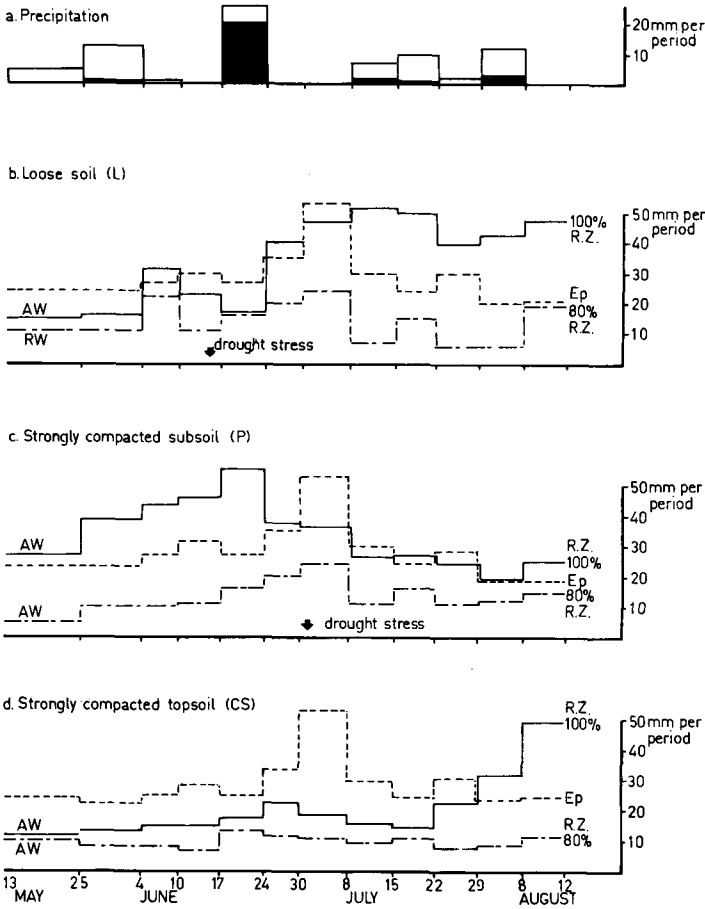 a. Precipitation
20 mm per
period
10
b. Loose soil (L)
50 mm per
period
100%
R.Z.
40
30
Ep
20
80%
R.Z.
10
AW
RW
drought stress
c. Strongly compacted subsoil (P)
50 mm per
period
40
R.Z.
30
100%
20
Ep
80%
10
R.Z.
AW
AW
drought stress
d. Strongly compacted topsoil (CS)
R.Z.
100%
50 mm per
period
40
30
Ep
20
R.Z.
80%
10
AW
AW
13 25 4 10 17 24 30 8 15 22 29 8 12
MAY JUNE JULY AUGUST